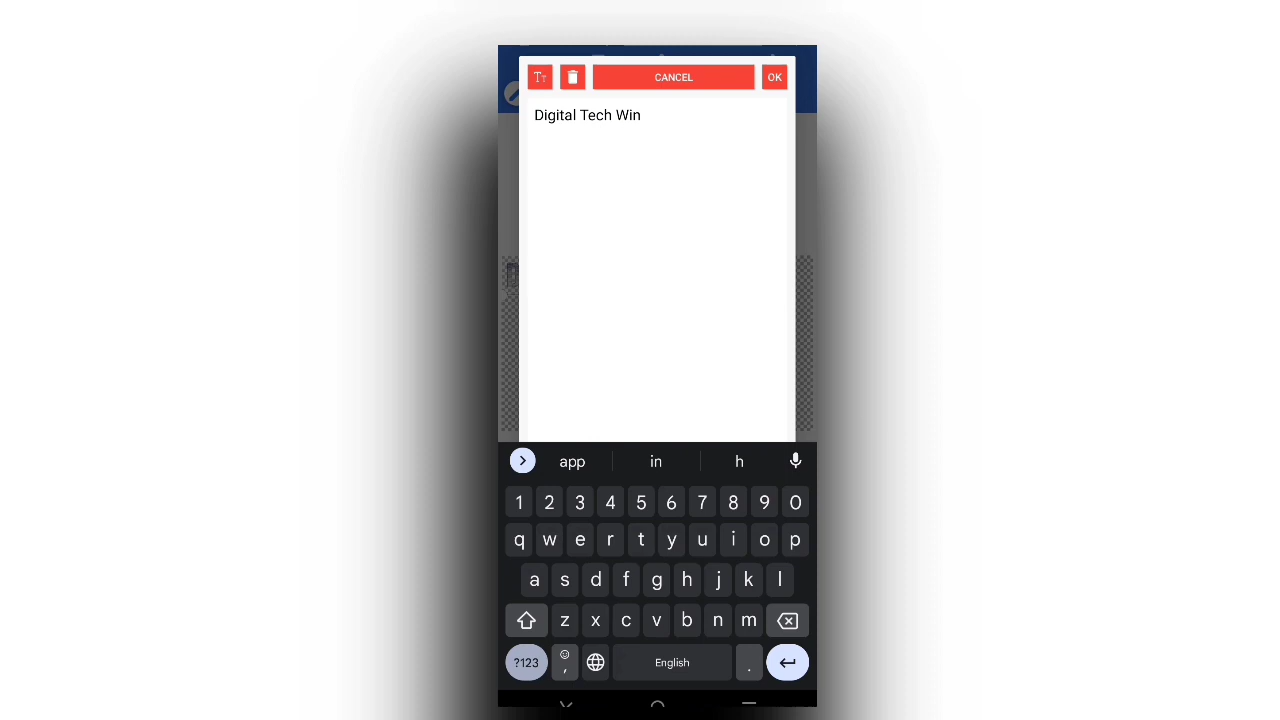 Tт CANCEL OK
Digital Tech Win
app in h
1 2 3 4 5 6 7 8 9 0
q w e r t y u i o p
a s d f g h j k l
z x c v b n m
?123 , English .